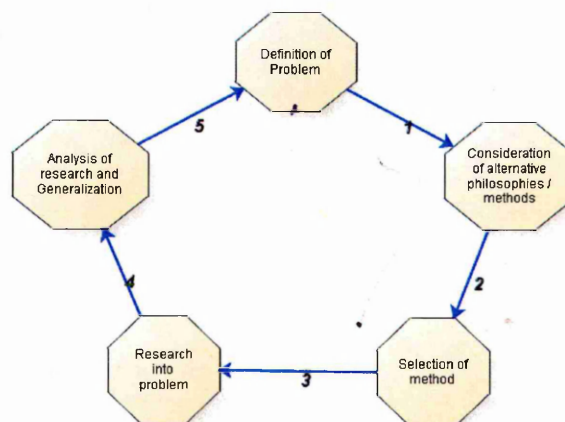 Definition of
Problem
1
Consideration
of alternative
philosophies /
methods
2
Selection of
method
3
Research
into
problem
4
Analysis of
research and
Generalization
5